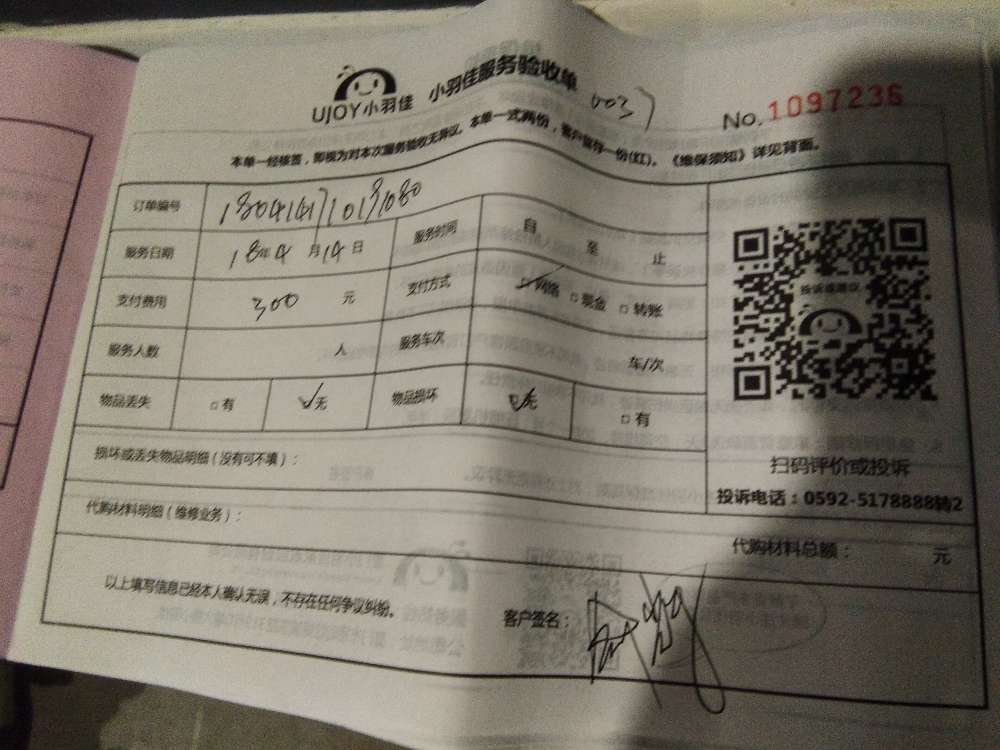 UJOY小羽佳 小羽佳服务验收单
No.1097236
本单一经核签，即视为对本次服务验收无异议。本单一式两份，客户留存一份(红)。《维保须知》详见背面。
订单编号
服务日期 18年4月14日 服务时间 自 至 止
支付费用 300 元 支付方式 网络 □现金 □转账
服务人数 人 服务车次 车/次
物品丢失 □有 无 物品损坏 无 □有
损坏或丢失物品明细（没有可不填）：
代购材料明细（维修业务）：
投诉或建议
扫码评价或投诉
投诉电话：0592-5178888转2
代购材料总额： 元
以上填写信息已经本人确认无误，不存在任何争议纠纷。
客户签名：